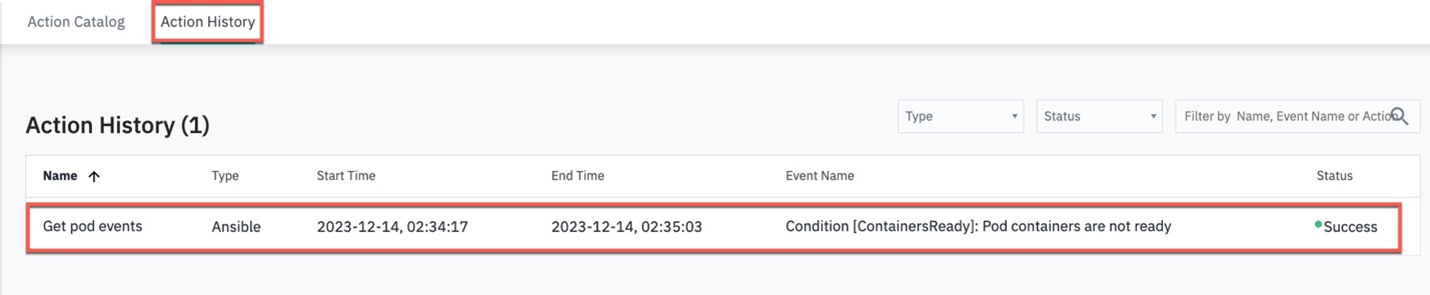 Action Catalog Action History
Action History (1)
Type Status Filter by Name, Event Name or Action
Name Type Start Time End Time Event Name Status
Get pod events Ansible 2023-12-14, 02:34:17 2023-12-14, 02:35:03 Condition [ContainersReady]: Pod containers are not ready Success